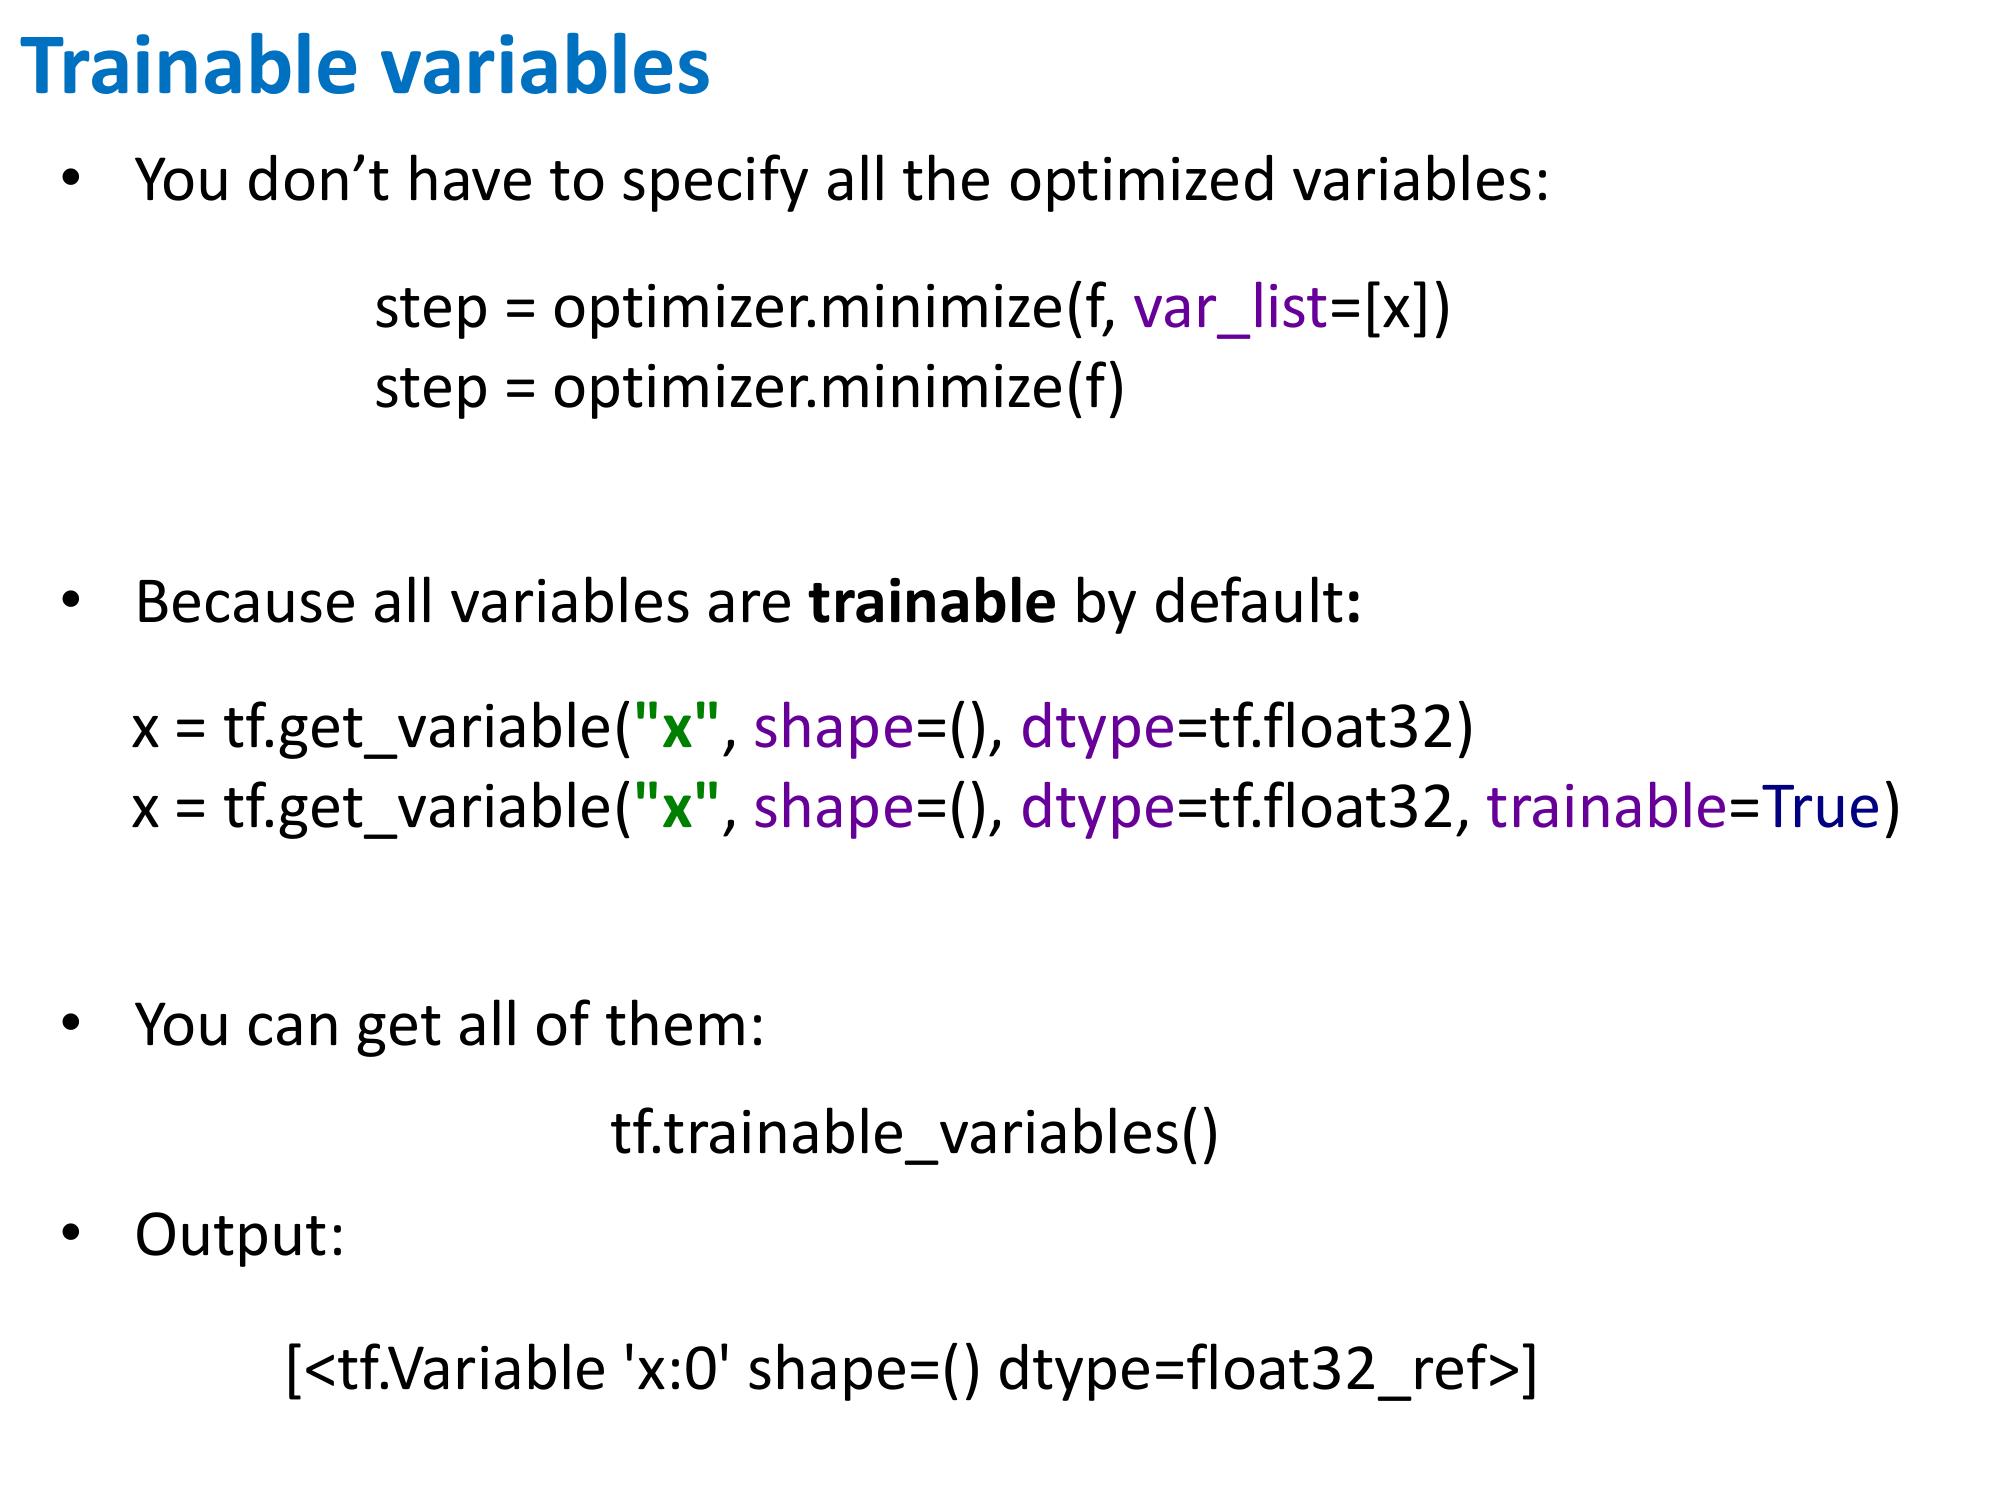 Trainable variables
• You don’t have to specify all the optimized variables:
step = optimizer.minimize(f, var_list=[x])
step = optimizer.minimize(f)
• Because all variables are trainable by default:
x = tf.get_variable("x", shape=(), dtype=tf.float32)
x = tf.get_variable("x", shape=(), dtype=tf.float32, trainable=True)
• You can get all of them:
tf.trainable_variables()
• Output:
[<tf.Variable 'x:0' shape=() dtype=float32_ref>]